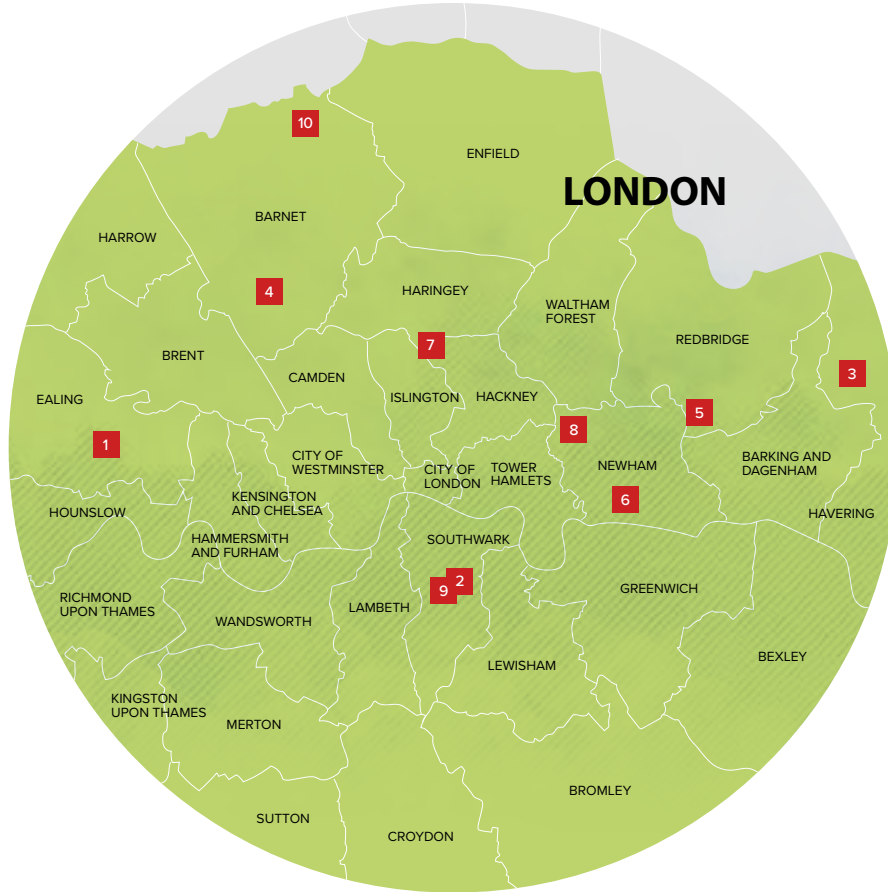 10
ENFIELD
LONDON
BARNET
HARROW
4
HARINGEY
WALTHAM
FOREST
7
REDBRIDGE
BRENT
3
CAMDEN
EALING
ISLINGTON
HACKNEY
5
8
1
CITY OF
WESTMINSTER
CITY OF
LONDON
TOWER
HAMLETS
NEWHAM
BARKING AND
DAGENHAM
6
KENSINGTON
AND CHELSEA
HOUNSLOW
HAVERING
HAMMERSMITH
AND FURHAM
SOUTHWARK
2
9
GREENWICH
RICHMOND
UPON THAMES
LAMBETH
WANDSWORTH
BEXLEY
LEWISHAM
KINGSTON
UPON THAMES
MERTON
BROMLEY
SUTTON
CROYDON